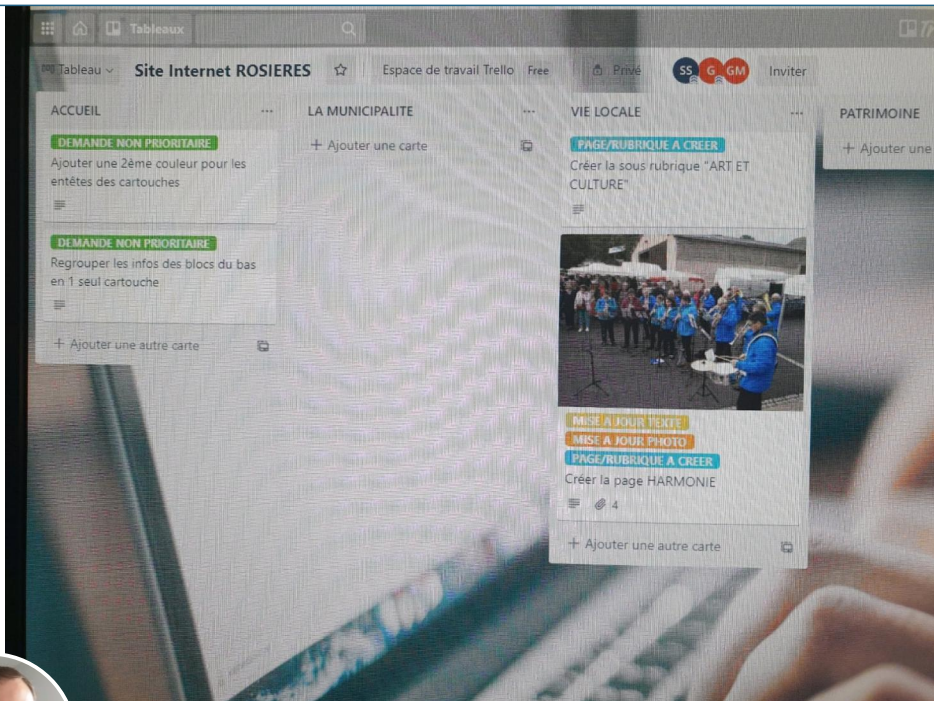 Tableaux
Tableau
Site Internet ROSIERES
Espace de travail Trello
Free
Privé
SS
G
GM
Inviter
ACCUEIL
DEMANDE NON PRIORITAIRE
Ajouter une 2ème couleur pour les
entêtes des cartouches
DEMANDE NON PRIORITAIRE
Regrouper les infos des blocs du bas
en 1 seul cartouche
+ Ajouter une autre carte
LA MUNICIPALITE
+ Ajouter une carte
VIE LOCALE
PAGE/RUBRIQUE A CREER
Créer la sous rubrique "ART ET
CULTURE"
MISE A JOUR TEXTE
MISE A JOUR PHOTO
PAGE/RUBRIQUE A CREER
Créer la page HARMONIE
4
+ Ajouter une autre carte
PATRIMOINE
+ Ajouter une